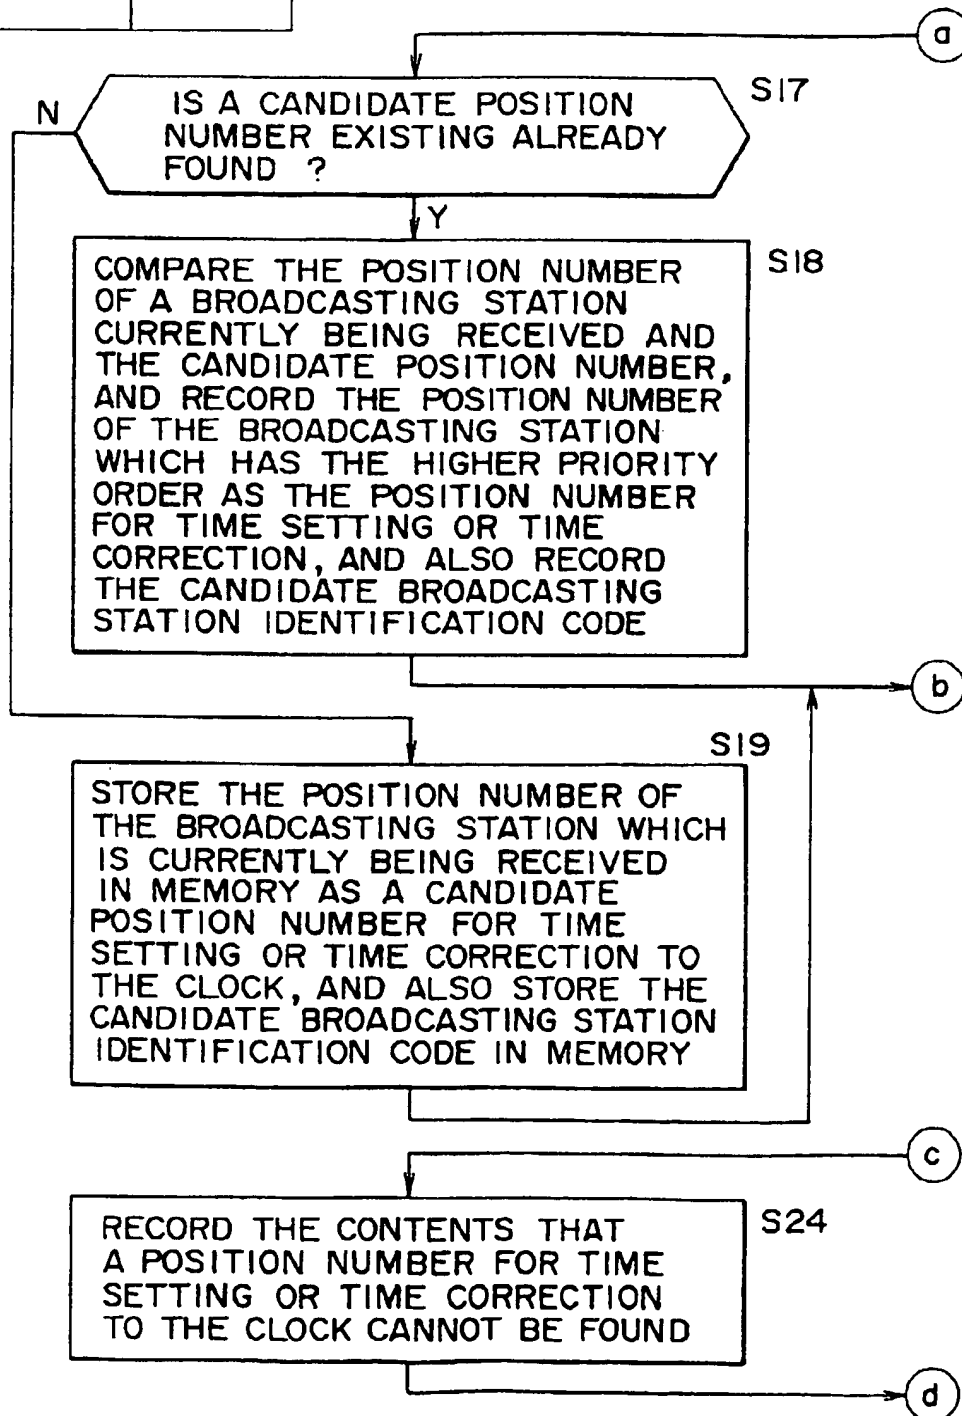 a
S17
N
IS A CANDIDATE POSITION
NUMBER EXISTING ALREADY
FOUND ?
Y
S18
COMPARE THE POSITION NUMBER
OF A BROADCASTING STATION
CURRENTLY BEING RECEIVED AND
THE CANDIDATE POSITION NUMBER,
AND RECORD THE POSITION NUMBER
OF THE BROADCASTING STATION
WHICH HAS THE HIGHER PRIORITY
ORDER AS THE POSITION NUMBER
FOR TIME SETTING OR TIME
CORRECTION, AND ALSO RECORD
THE CANDIDATE BROADCASTING
STATION IDENTIFICATION CODE
b
S19
STORE THE POSITION NUMBER OF
THE BROADCASTING STATION WHICH
IS CURRENTLY BEING RECEIVED
IN MEMORY AS A CANDIDATE
POSITION NUMBER FOR TIME
SETTING OR TIME CORRECTION TO
THE CLOCK, AND ALSO STORE THE
CANDIDATE BROADCASTING STATION
IDENTIFICATION CODE IN MEMORY
c
S24
RECORD THE CONTENTS THAT
A POSITION NUMBER FOR TIME
SETTING OR TIME CORRECTION
TO THE CLOCK CANNOT BE FOUND
d